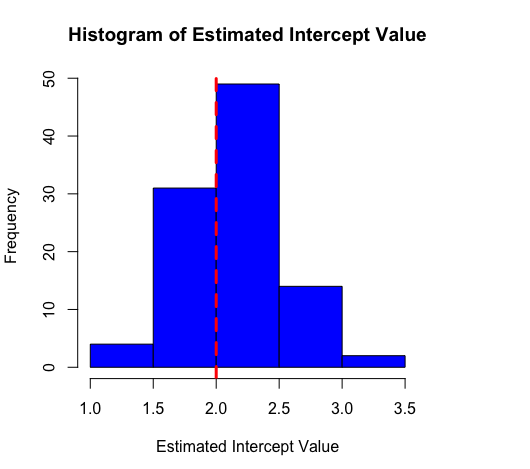 Histogram of Estimated Intercept Value
Frequency
50
40
30
20
10
0
1.0 1.5 2.0 2.5 3.0 3.5
Estimated Intercept Value